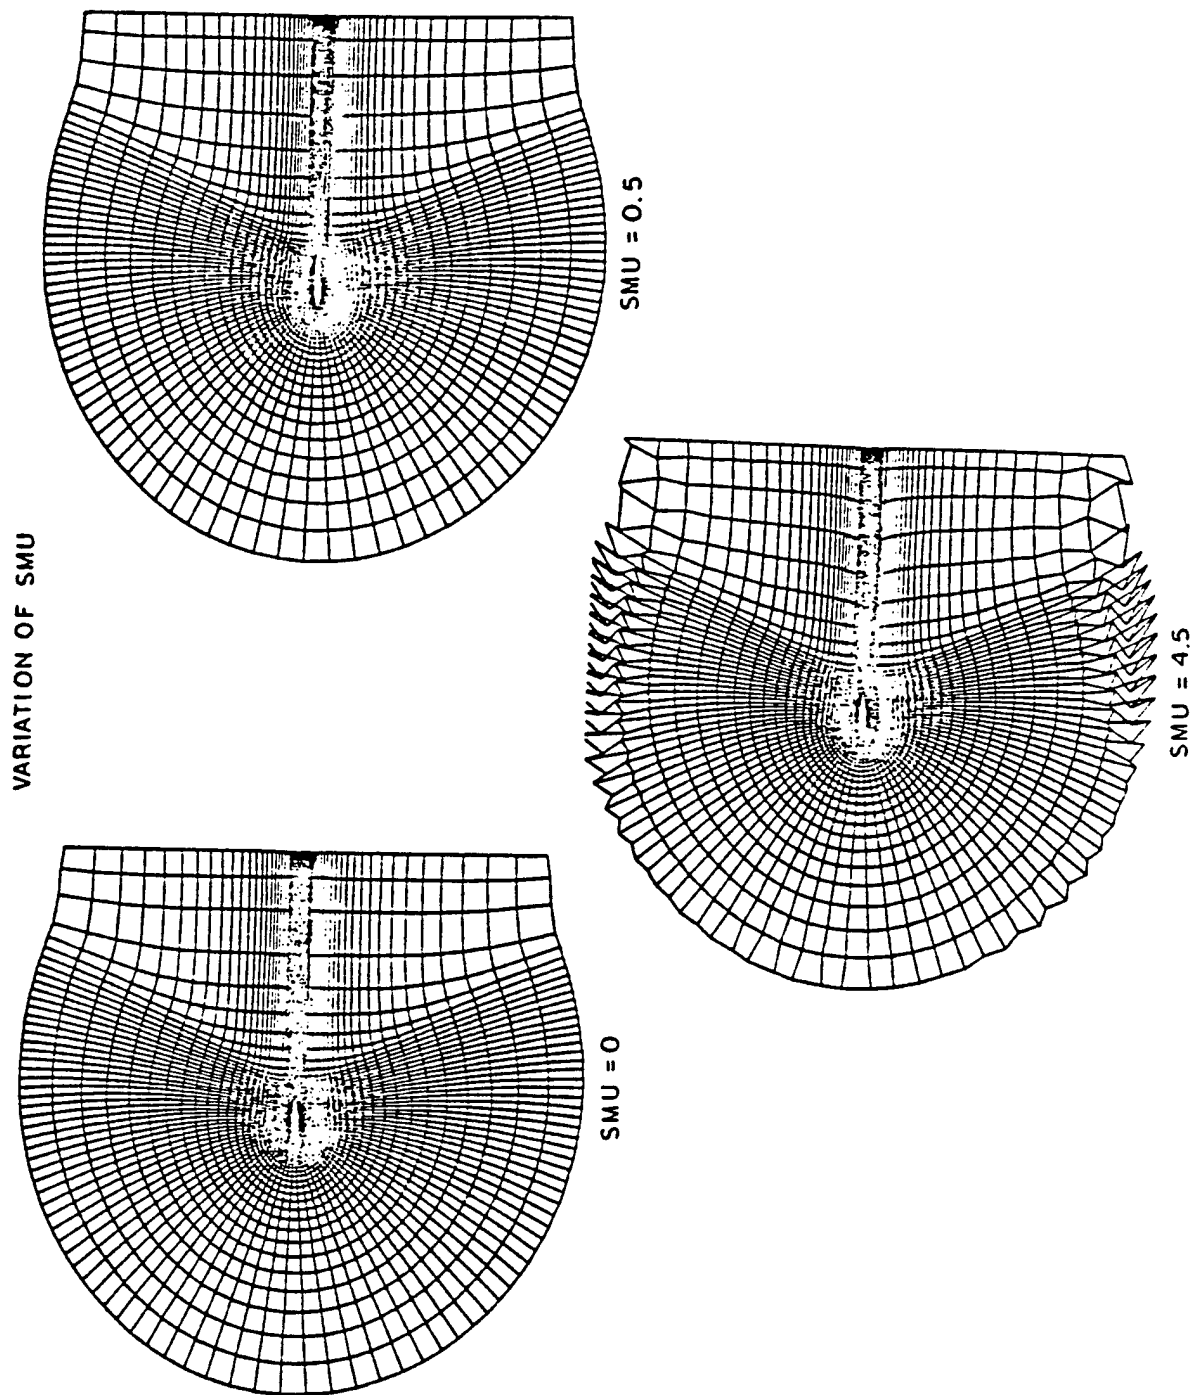 VARIATION OF SMU
SMU = 0
SMU = 0.5
SMU = 4.5